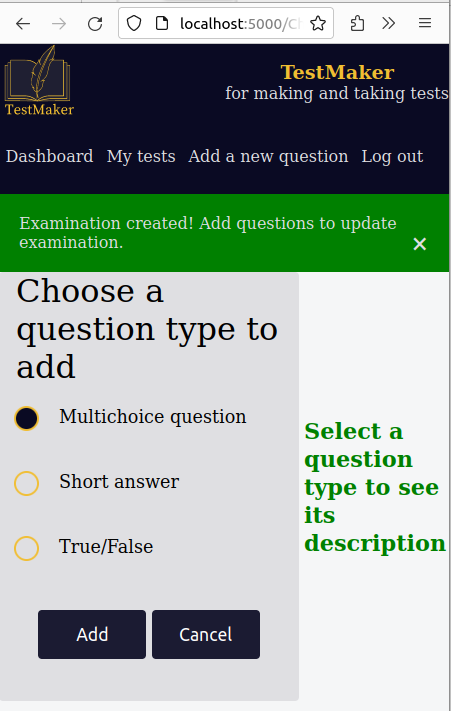 localhost:5000/Ch
TestMaker
TestMaker
for making and taking tests
Dashboard My tests Add a new question Log out
Examination created! Add questions to update
examination.
×
Choose a
question type to
add
Multichoice question
Short answer
True/False
Select a
question
type to see
its
description
Add Cancel